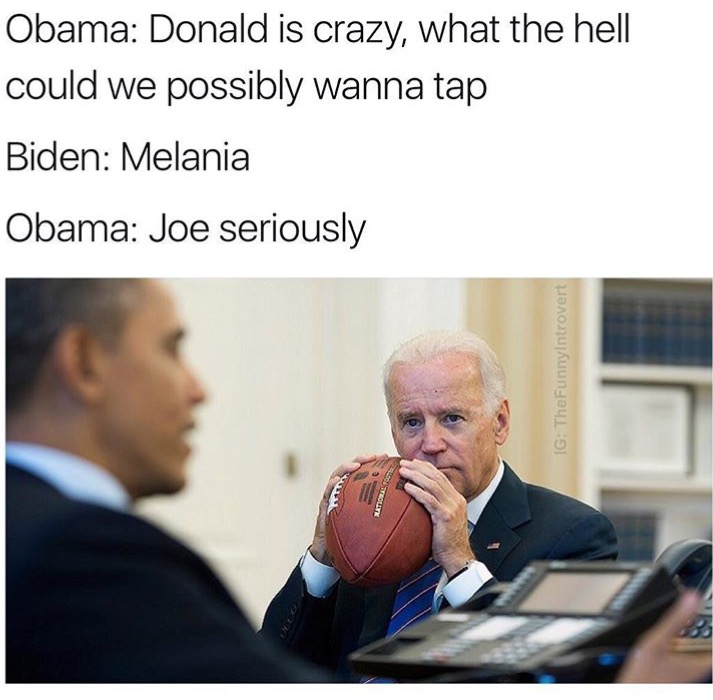 Obama: Donald is crazy, what the hell
could we possibly wanna tap
Biden: Melania
Obama: Joe seriously
IG: TheFunnyIntrovert